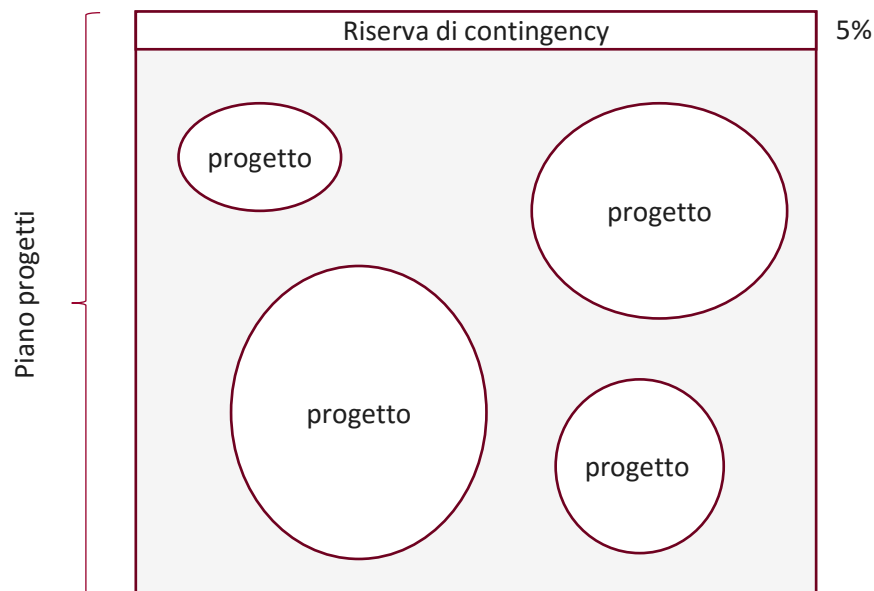 Riserva di contingency
5%
progetto
progetto
Piano progetti
progetto
progetto